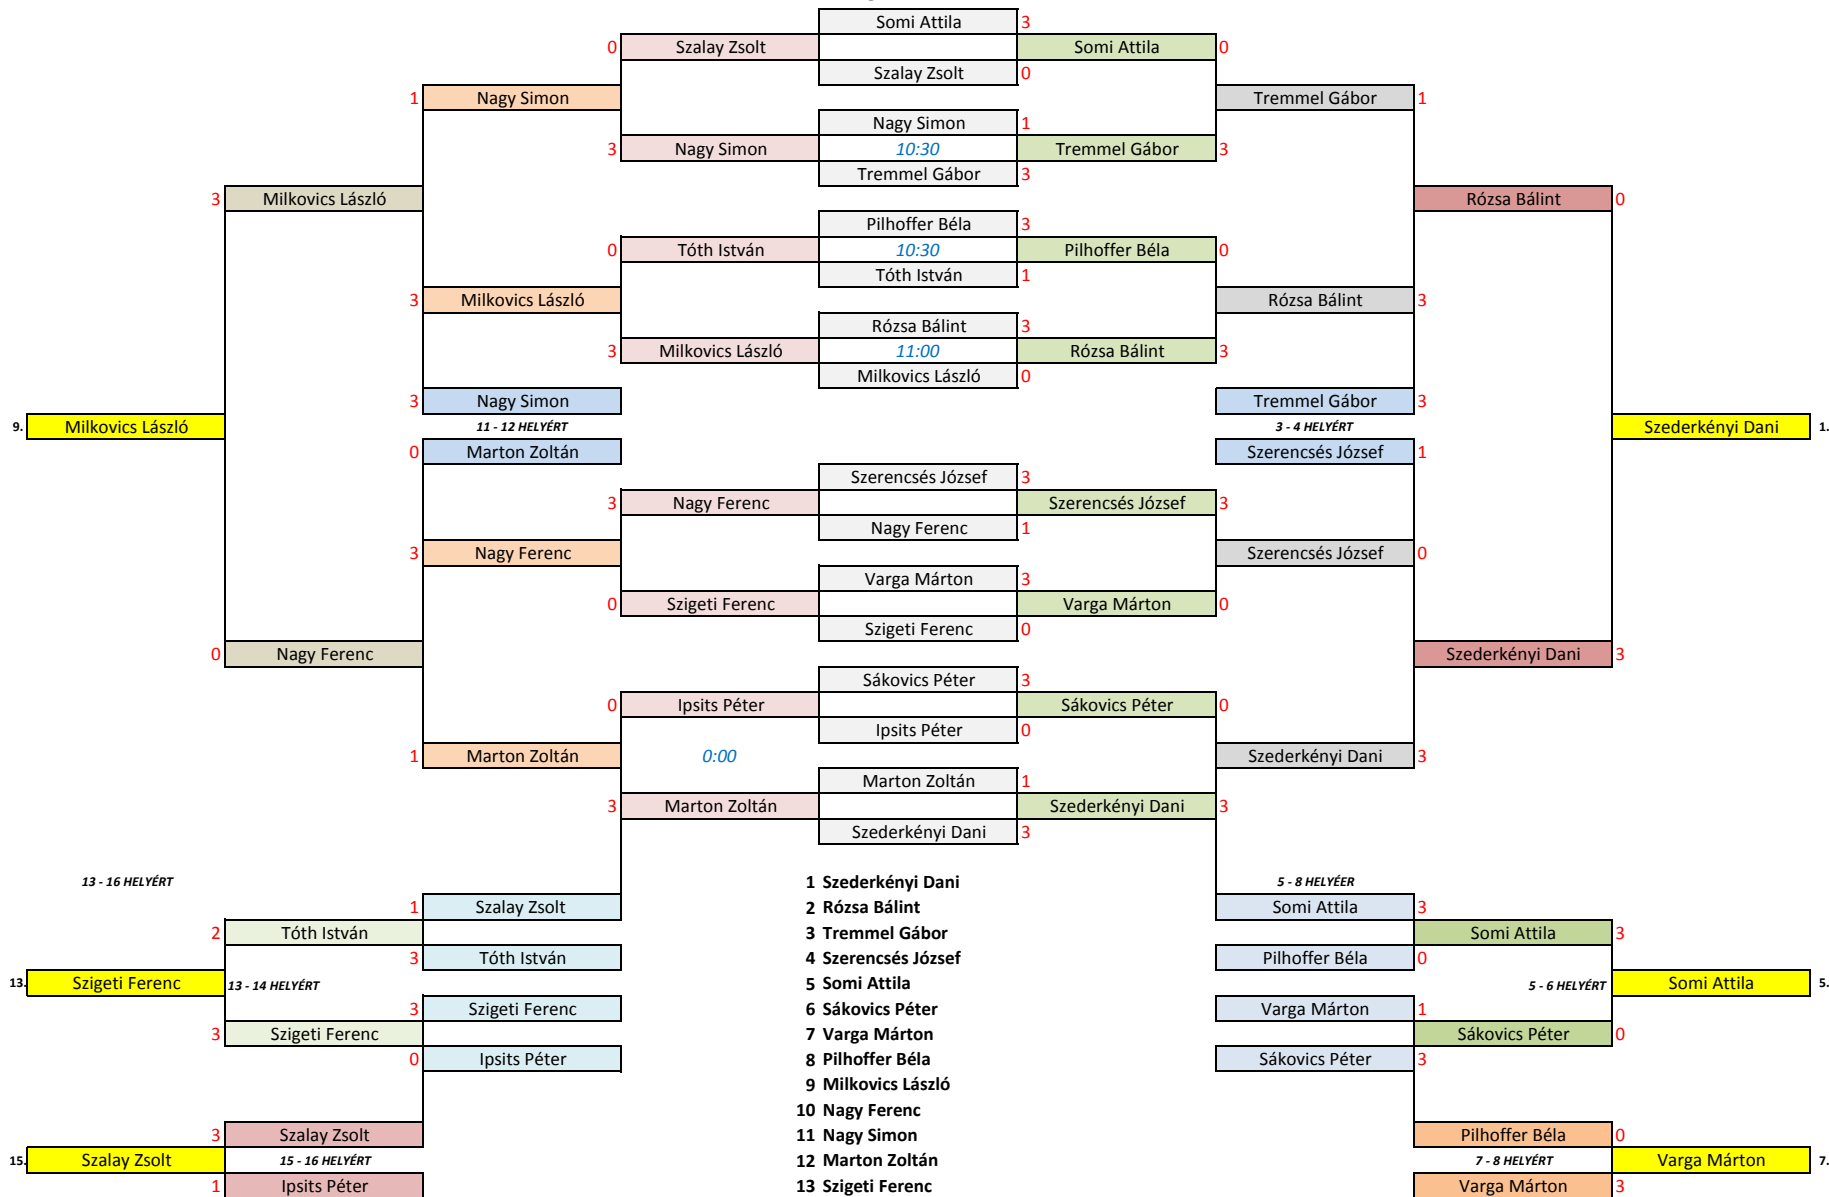 Somi Attila 3
0 Szalay Zsolt Somi Attila 0
Szalay Zsolt 0
1 Nagy Simon Tremmel Gábor 1
Nagy Simon 1
3 Nagy Simon 10:30 Tremmel Gábor 3
Tremmel Gábor 3
3 Milkovics László Rózsa Bálint 0
Pilhoffer Béla 3
0 Tóth István 10:30 Pilhoffer Béla 0
Tóth István 1
3 Milkovics László Rózsa Bálint 3
Rózsa Bálint 3
3 Milkovics László 11:00 Rózsa Bálint 3
Milkovics László 0
3 Nagy Simon Tremmel Gábor 3
9. Milkovics László 11 - 12 HELYÉRT 3 - 4 HELYÉRT Szederkényi Dani 1.
0 Marton Zoltán Szerencsés József 1
Szerencsés József 3
3 Nagy Ferenc Szerencsés József 3
Nagy Ferenc 1
3 Nagy Ferenc Szerencsés József 0
Varga Márton 3
0 Szigeti Ferenc Varga Márton 0
Szigeti Ferenc 0
0 Nagy Ferenc Szederkényi Dani 3
Sákovics Péter 3
0 Ipsits Péter Sákovics Péter 0
Ipsits Péter 0
1 Marton Zoltán 0:00 Szederkényi Dani 3
Marton Zoltán 1
3 Marton Zoltán Szederkényi Dani 3
Szederkényi Dani 3
13 - 16 HELYÉRT 1 Szederkényi Dani 5 - 8 HELYÉER
1 Szalay Zsolt 2 Rózsa Bálint Somi Attila 3
2 Tóth István 3 Tremmel Gábor Somi Attila 3
3 Tóth István 4 Szerencsés József Pilhoffer Béla 0
13. Szigeti Ferenc 13 - 14 HELYÉRT 5 Somi Attila 5 - 6 HELYÉRT Somi Attila 5.
3 Szigeti Ferenc 6 Sákovics Péter Varga Márton 1
3 Szigeti Ferenc 7 Varga Márton Sákovics Péter 0
0 Ipsits Péter 8 Pilhoffer Béla Sákovics Péter 3
9 Milkovics László
10 Nagy Ferenc
3 Szalay Zsolt 11 Nagy Simon Pilhoffer Béla 0
15. Szalay Zsolt 15 - 16 HELYÉRT 12 Marton Zoltán 7 - 8 HELYÉRT Varga Márton 7.
1 Ipsits Péter 13 Szigeti Ferenc Varga Márton 3